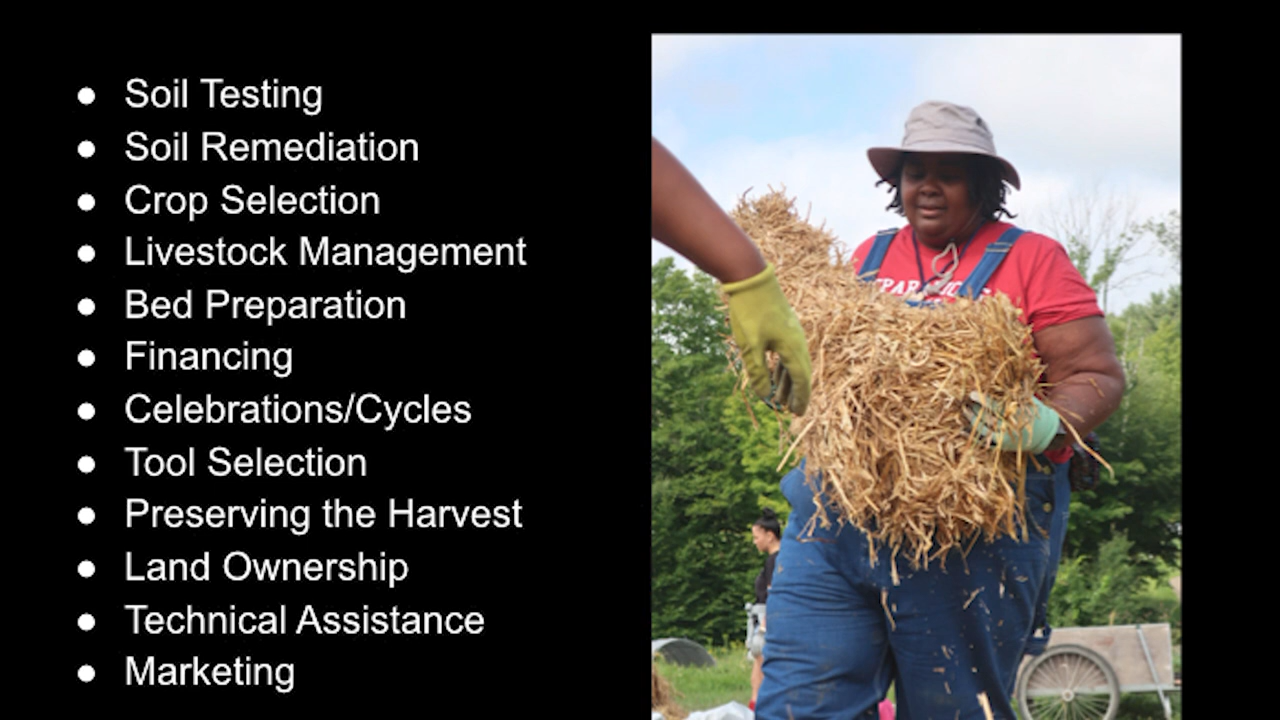 ● Soil Testing
● Soil Remediation
● Crop Selection
● Livestock Management
● Bed Preparation
● Financing
● Celebrations/Cycles
● Tool Selection
● Preserving the Harvest
● Land Ownership
● Technical Assistance
● Marketing